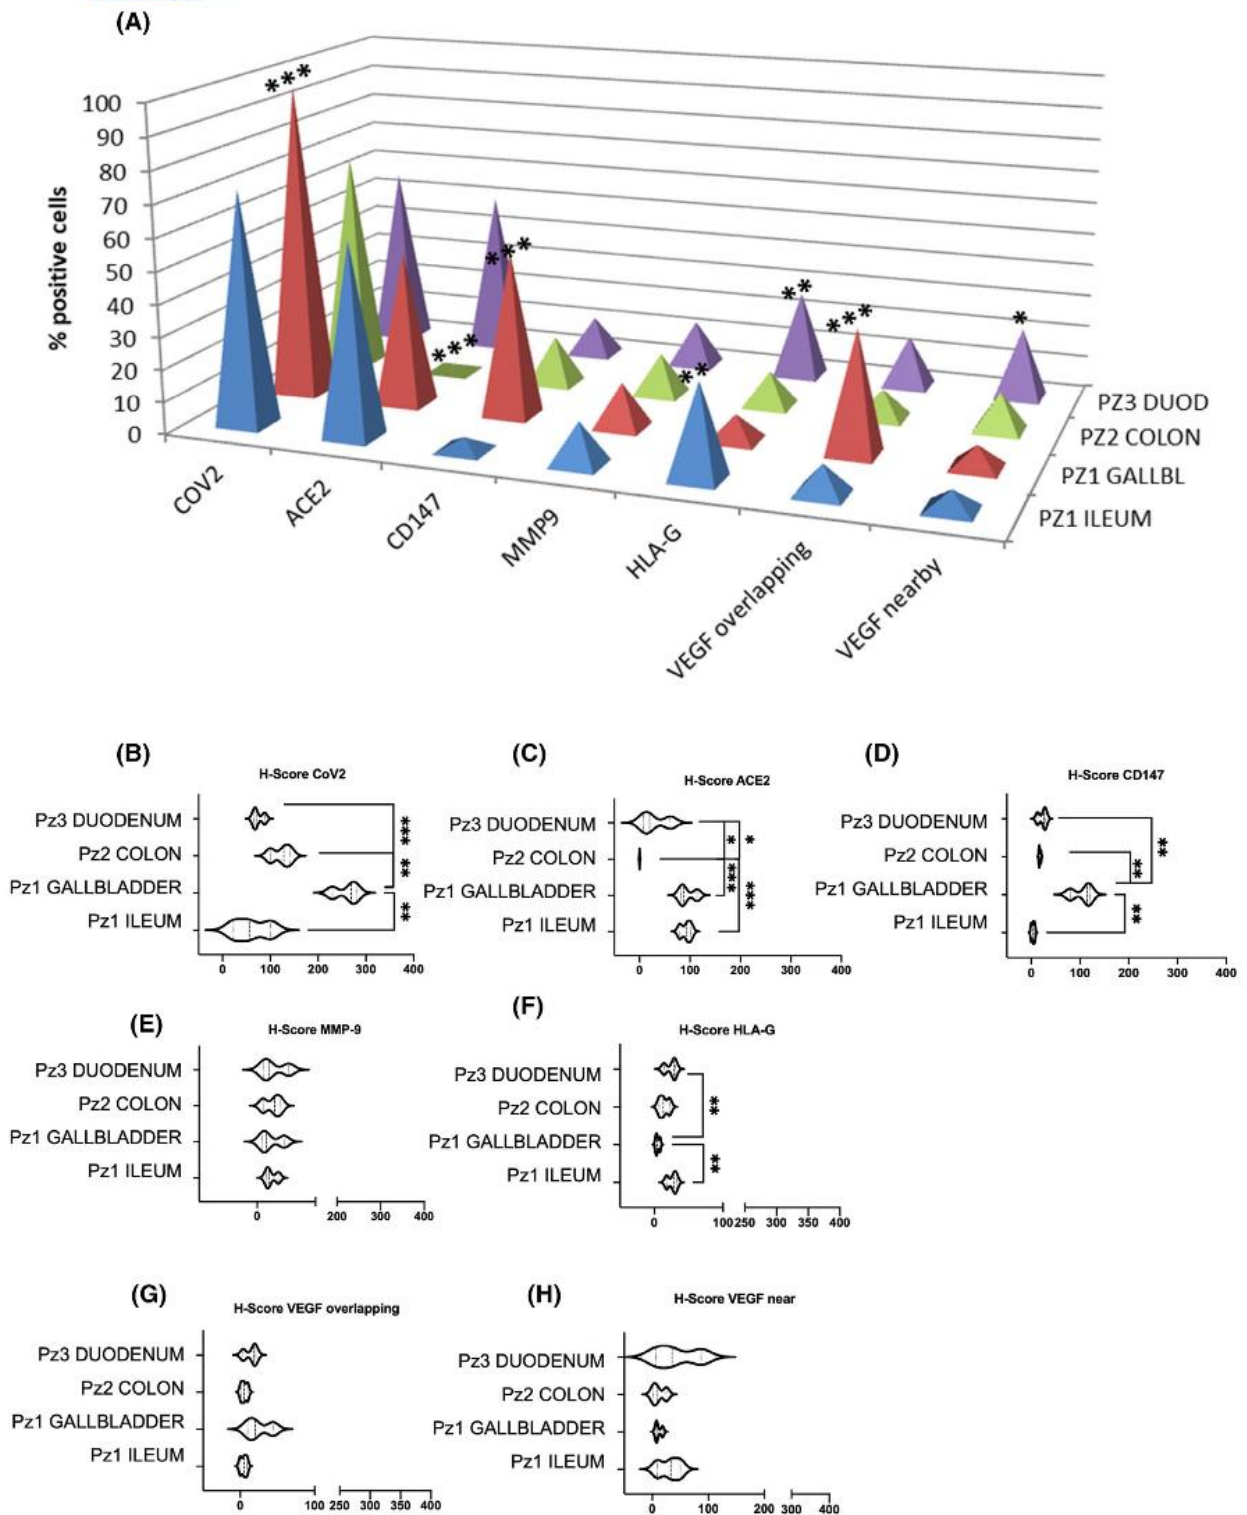 (A)
***
100
90
80
70
60
50
40
30
20
10
0
% positive cells
***
***
**
**
***
*
PZ3 DUOD
PZ2 COLON
PZ1 GALLBL
PZ1 ILEUM
COV2
ACE2
CD147
MMP9
HLA-G
VEGF overlapping
VEGF nearby
(B)
H-Score CoV2
Pz3 DUODENUM
Pz2 COLON
Pz1 GALLBLADDER
Pz1 ILEUM
***
**
**
0 100 200 300 400
(C)
H-Score ACE2
Pz3 DUODENUM
Pz2 COLON
Pz1 GALLBLADDER
Pz1 ILEUM
* *
***
***
0 100 200 300 400
(D)
H-Score CD147
Pz3 DUODENUM
Pz2 COLON
Pz1 GALLBLADDER
Pz1 ILEUM
**
**
**
0 100 200 300 400
(E)
H-Score MMP-9
Pz3 DUODENUM
Pz2 COLON
Pz1 GALLBLADDER
Pz1 ILEUM
0 200 300 400
(F)
H-Score HLA-G
Pz3 DUODENUM
Pz2 COLON
Pz1 GALLBLADDER
Pz1 ILEUM
**
**
0 100 250 300 350 400
(G)
H-Score VEGF overlapping
Pz3 DUODENUM
Pz2 COLON
Pz1 GALLBLADDER
Pz1 ILEUM
0 100 250 300 350 400
(H)
H-Score VEGF near
Pz3 DUODENUM
Pz2 COLON
Pz1 GALLBLADDER
Pz1 ILEUM
0 100 200 300 400